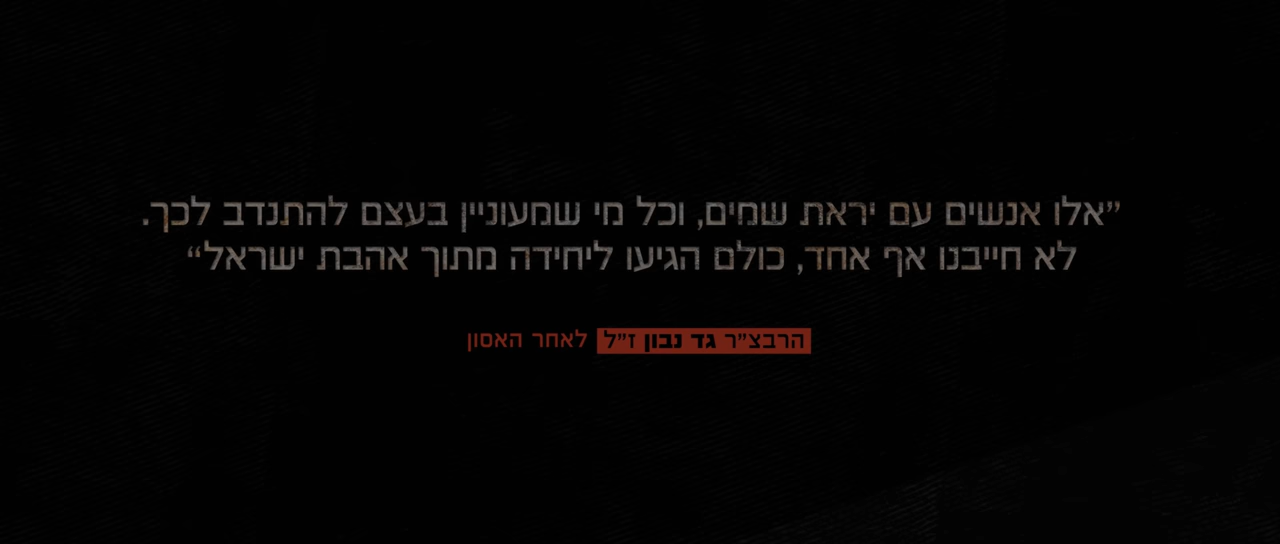 ״אלו אנשים עם יראת שמים, וכל מי שמעוניין בעצם להתנדב לכך.
לא חייבנו אף אחד, כולם הגיעו ליחידה מתוך אהבת ישראל״
הרבצ״ר גד נבון ז״ל לאחר האסון